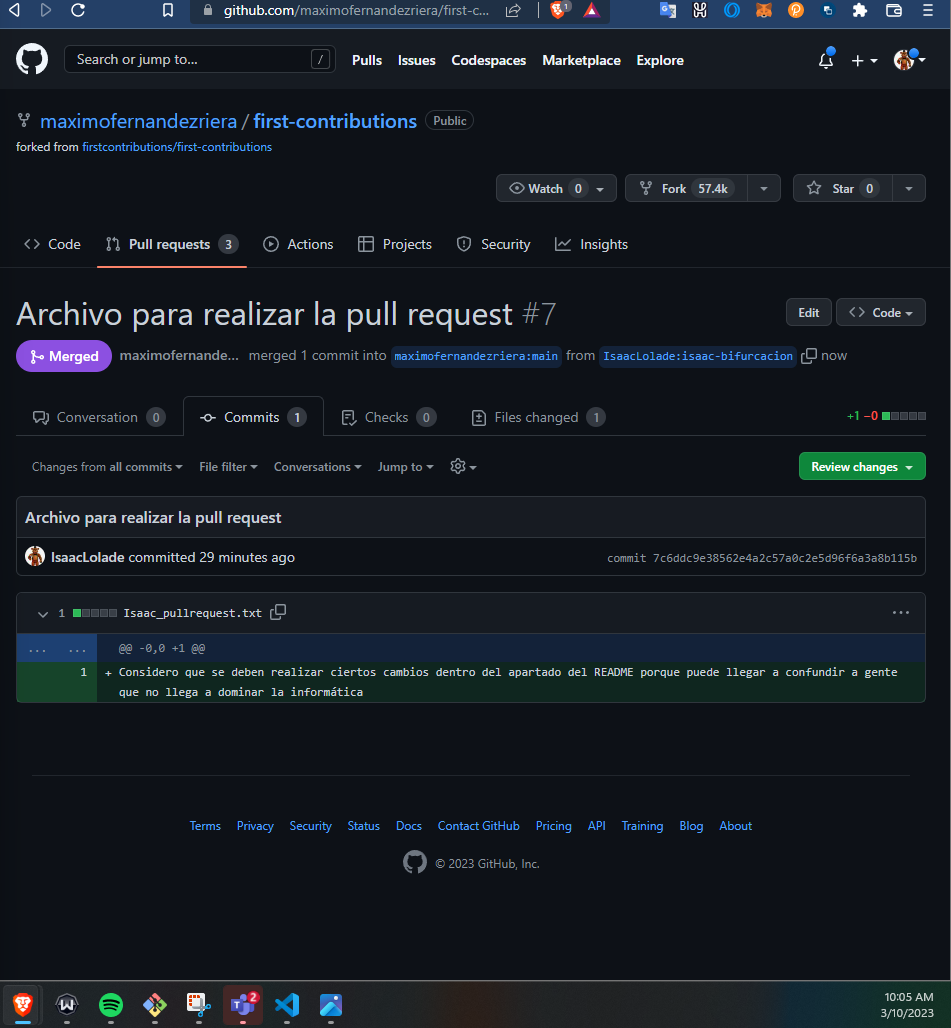 github.com/maximofernandezriera/first-c...
1
Search or jump to... /
Pulls Issues Codespaces Marketplace Explore
maximofernandezriera / first-contributions Public
forked from firstcontributions/first-contributions
Watch 0 Fork 57.4k Star 0
Code Pull requests 3 Actions Projects Security Insights
Archivo para realizar la pull request #7
Edit Code
Merged maximofernande... merged 1 commit into maximofernandezriera:main from IsaacLolade:isaac-bifurcacion now
Conversation 0 Commits 1 Checks 0 Files changed 1 +1 −0
Changes from all commits File filter Conversations Jump to
Review changes
Archivo para realizar la pull request
IsaacLolade committed 29 minutes ago commit 7c6ddc9e38562e4a2c57a0c2e5d96f6a3a8b115b
1 Isaac_pullrequest.txt ...
... ... @@ -0,0 +1 @@
1 + Considero que se deben realizar ciertos cambios dentro del apartado del README porque puede llegar a confundir a gente
que no llega a dominar la informática
Terms Privacy Security Status Docs Contact GitHub Pricing API Training Blog About
© 2023 GitHub, Inc.
2
10:05 AM
3/10/2023